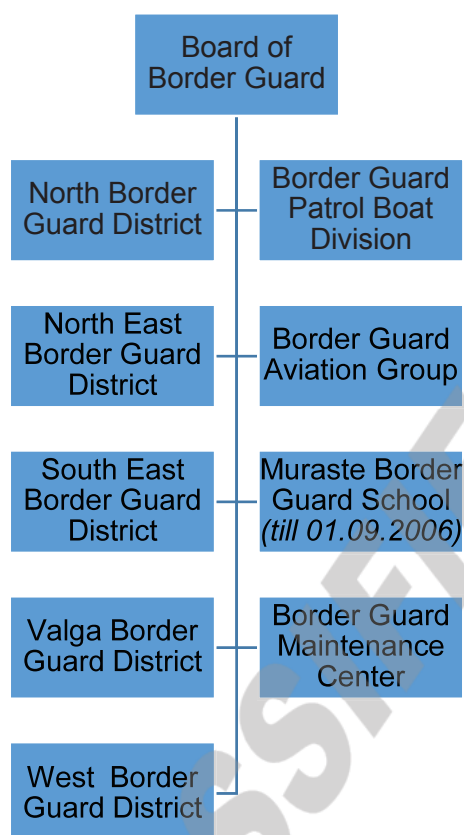 Board of
Border Guard
North Border
Guard District
Border Guard
Patrol Boat
Division
North East
Border Guard
District
Border Guard
Aviation Group
South East
Border Guard
District
Muraste Border
Guard School
(till 01.09.2006)
Valga Border
Guard District
Border Guard
Maintenance
Center
West Border
Guard District